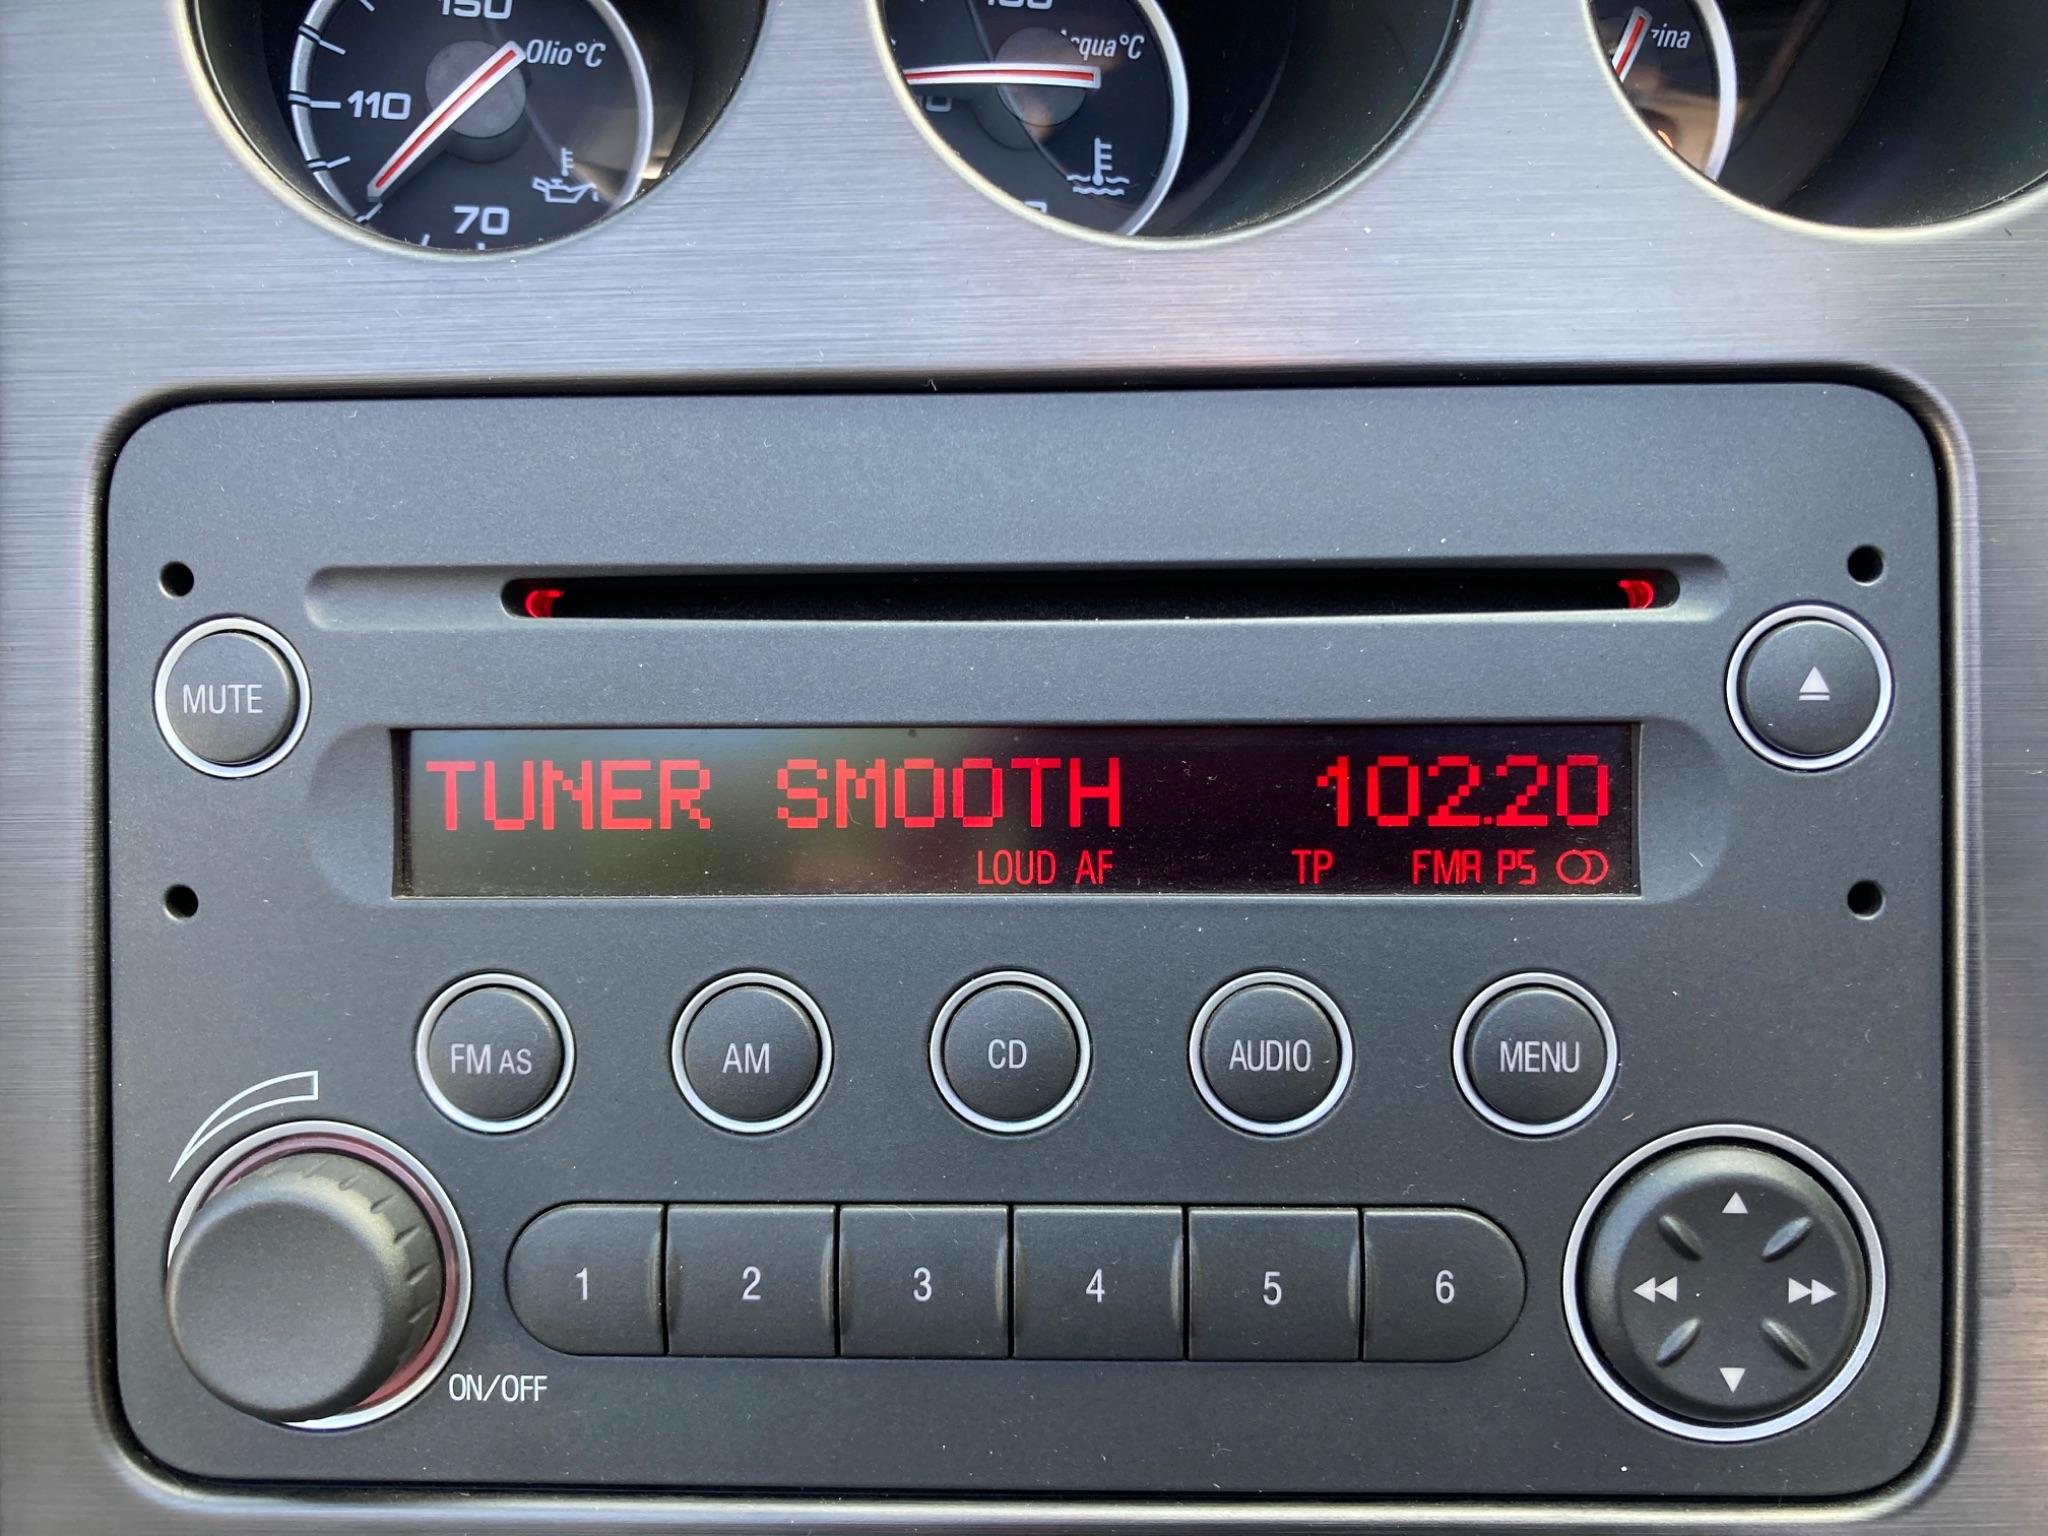 150
Olio°C
110
70
Acqua°C
MUTE
TUNER SMOOTH 102.20
LOUD AF TP FMA PS
FM AS AM CD AUDIO MENU
1 2 3 4 5 6
ON/OFF